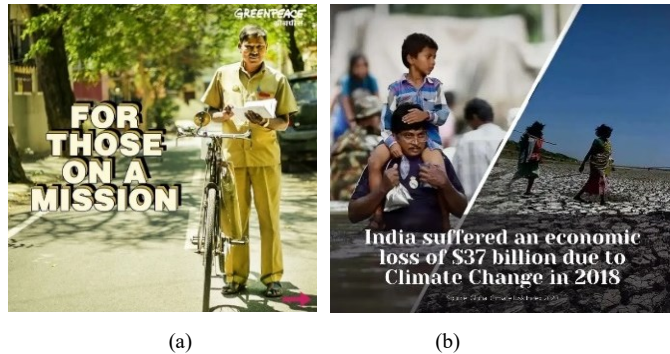 GREENPEACE
ग्रीनपीस
FOR
THOSE
ON A
MISSION
India suffered an economic
loss of $37 billion due to
Climate Change in 2018
(a)
(b)